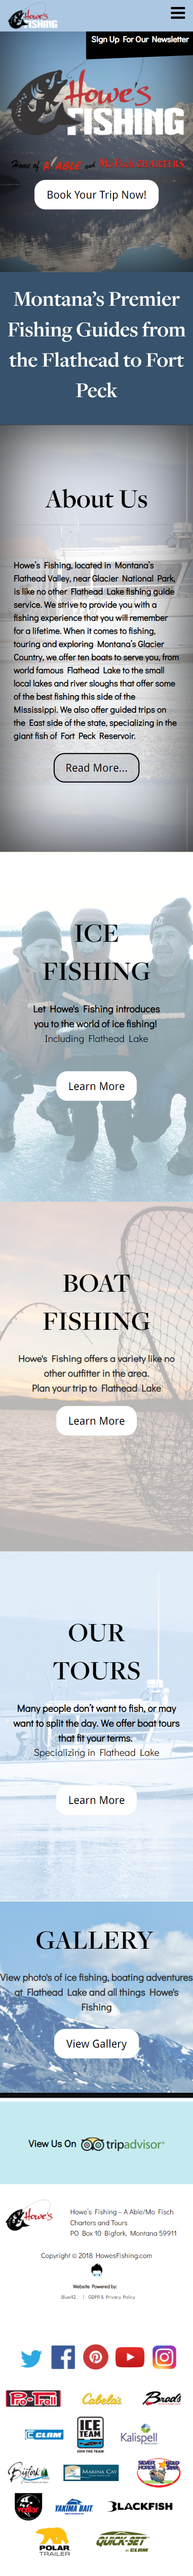 Howe's
FISHING
Sign Up For Our Newsletter
Howe's
FISHING
Home of A ABLE and MO FISCH CHARTERS
Book Your Trip Now!
Montana's Premier
Fishing Guides from
the Flathead to Fort
Peck
About Us
Howe's Fishing, located in Montana's
Flathead Valley, near Glacier National Park,
is like no other Flathead Lake fishing guide
service. We strive to provide you with a
fishing experience that you will remember
for a lifetime. When it comes to fishing,
touring and exploring Montana's Glacier
Country, we offer ten boats to serve you, from
world famous Flathead Lake to the small
local lakes and river sloughs that offer some
of the best fishing this side of the
Mississippi. We also offer guided trips on
the East side of the state, specializing in the
giant fish of Fort Peck Reservoir.
Read More...
ICE
FISHING
Let Howe's Fishing introduces
you to the world of ice fishing!
Including Flathead Lake
Learn More
BOAT
FISHING
Howe's Fishing offers a variety like no
other outfitter in the area.
Plan your trip to Flathead Lake
Learn More
OUR
TOURS
Many people don't want to fish, or may
want to split the day. We offer boat tours
that fit your terms.
Specializing in Flathead Lake
Learn More
GALLERY
View photo's of ice fishing, boating adventures
at Flathead Lake and all things Howe's
Fishing
View Gallery
View Us On tripadvisor
Howe's
Howe's Fishing – A Able/Mo Fisch
Charters and Tours
PO Box 10 Bigfork, Montana 59911
Copyright © 2018 HowesFishing.com
Website Powered by:
Blue42. | GDPR & Privacy Policy
Cabela's
Brad's
CLAM
ICE
TEAM
JOIN THE TEAM
Kalispell
Bigfork
MARINA CAY
vexilar
YAKIMA BAIT
BLACKFISH
POLAR
TRAILER
QUICK-SET
by CLAM